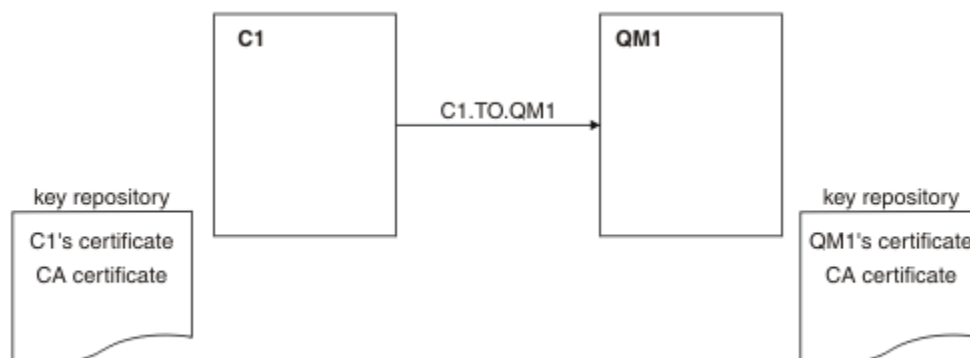 C1
QM1
C1.TO.QM1
key repository
C1's certificate
CA certificate
key repository
QM1's certificate
CA certificate